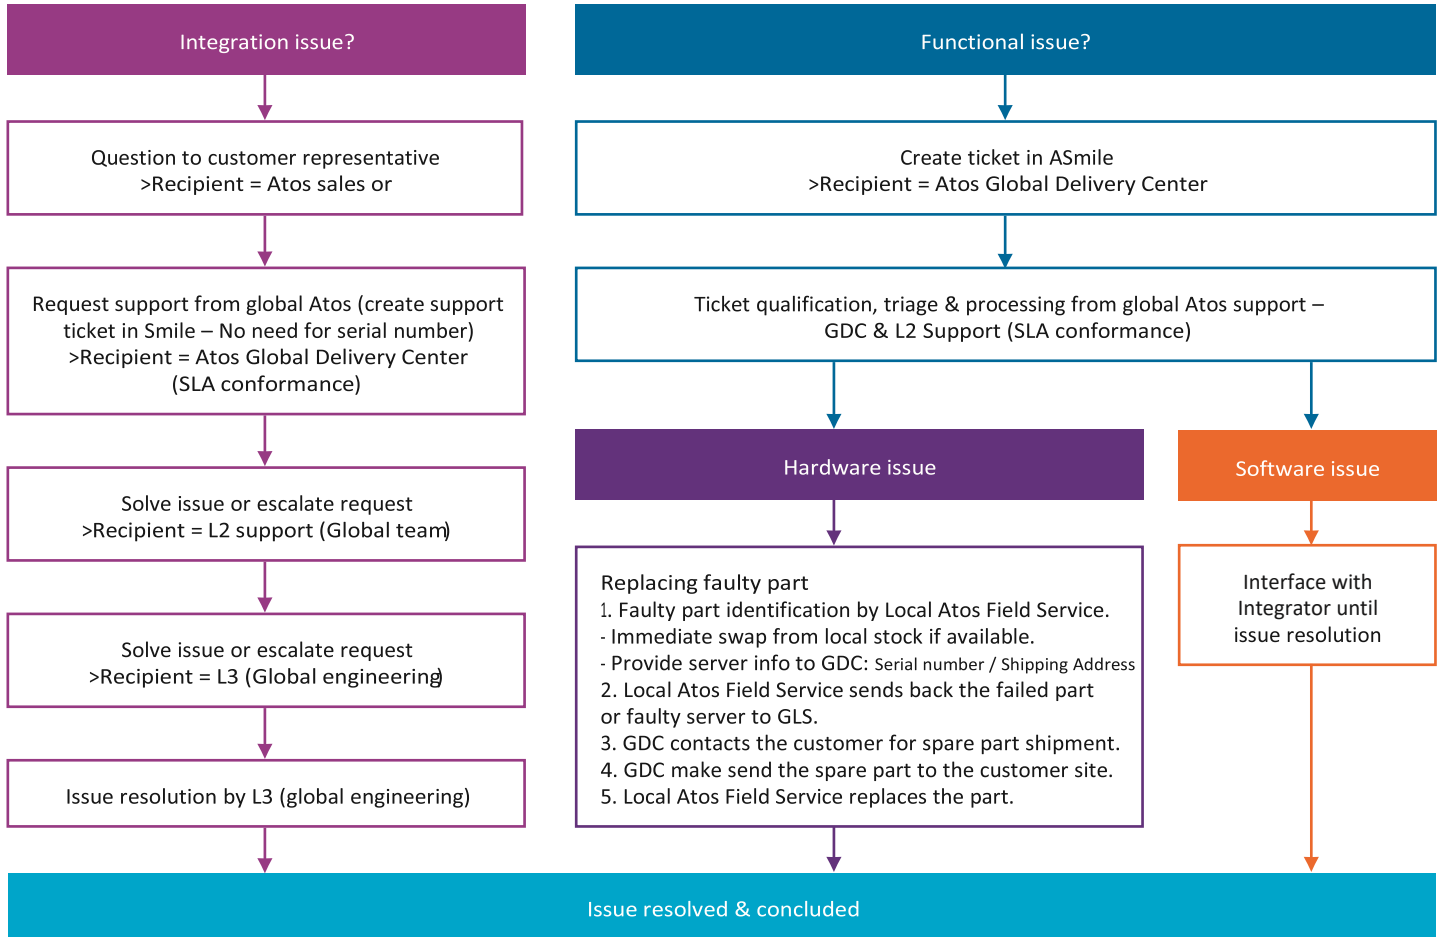 Integration issue?
Question to customer representative
>Recipient = Atos sales or
Request support from global Atos (create support
ticket in Smile – No need for serial number)
>Recipient = Atos Global Delivery Center
(SLA conformance)
Solve issue or escalate request
>Recipient = L2 support (Global team)
Solve issue or escalate request
>Recipient = L3 (Global engineering)
Issue resolution by L3 (global engineering)
Functional issue?
Create ticket in ASmile
>Recipient = Atos Global Delivery Center
Ticket qualification, triage & processing from global Atos support –
GDC & L2 Support (SLA conformance)
Hardware issue
Replacing faulty part
1. Faulty part identification by Local Atos Field Service.
- Immediate swap from local stock if available.
- Provide server info to GDC: Serial number / Shipping Address
2. Local Atos Field Service sends back the failed part
or faulty server to GLS.
3. GDC contacts the customer for spare part shipment.
4. GDC make send the spare part to the customer site.
5. Local Atos Field Service replaces the part.
Software issue
Interface with
Integrator until
issue resolution
Issue resolved & concluded